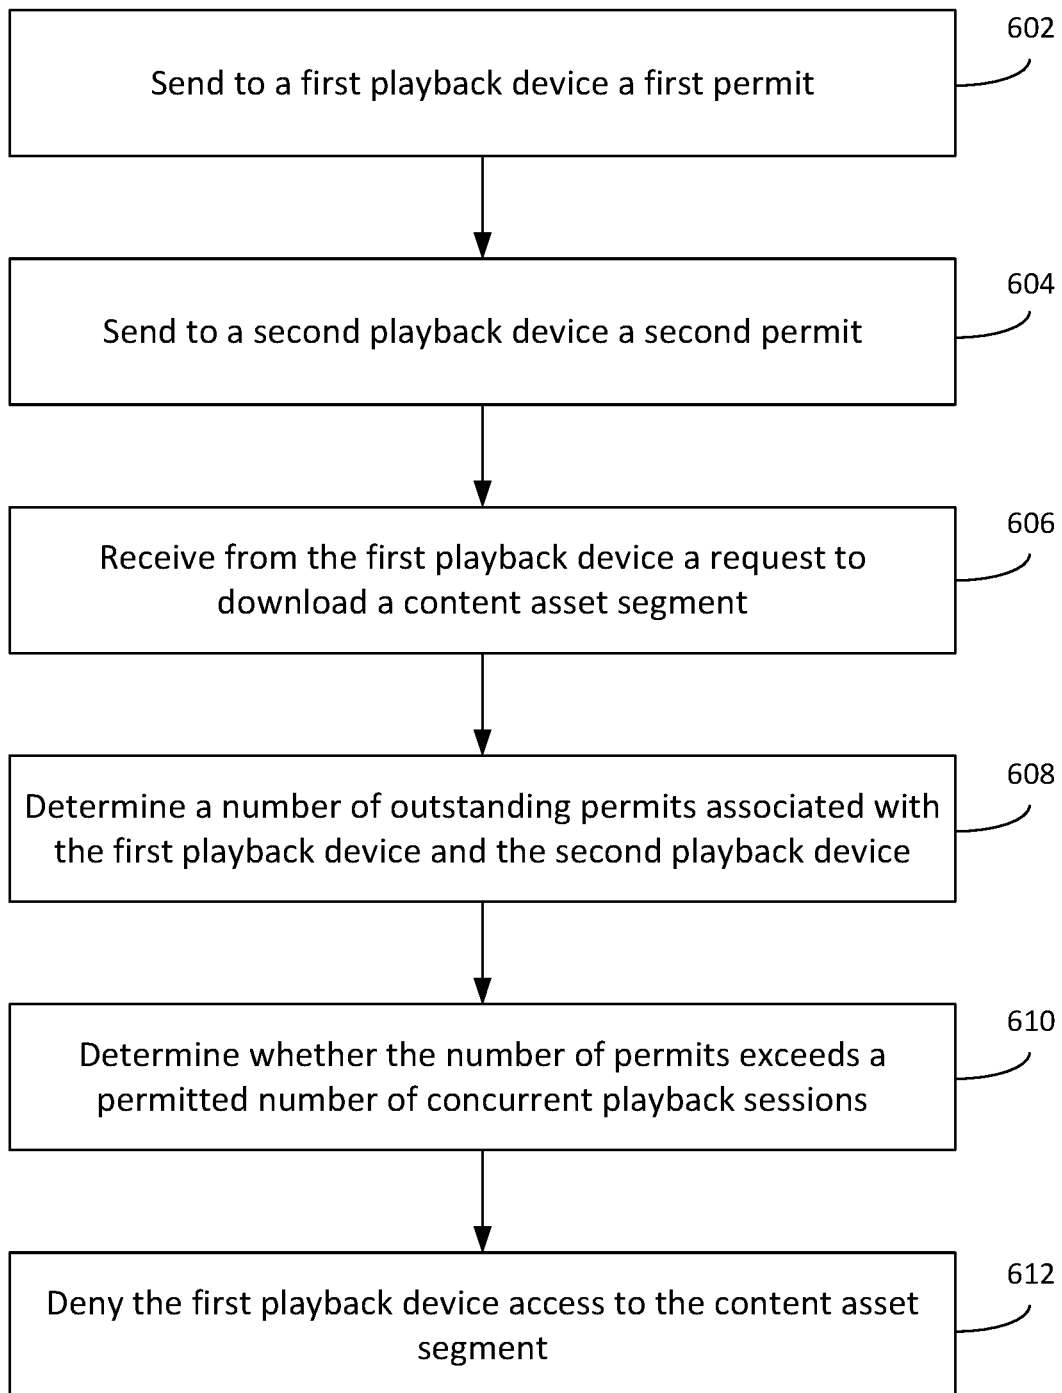 602
Send to a first playback device a first permit
604
Send to a second playback device a second permit
606
Receive from the first playback device a request to
download a content asset segment
608
Determine a number of outstanding permits associated with
the first playback device and the second playback device
610
Determine whether the number of permits exceeds a
permitted number of concurrent playback sessions
612
Deny the first playback device access to the content asset
segment